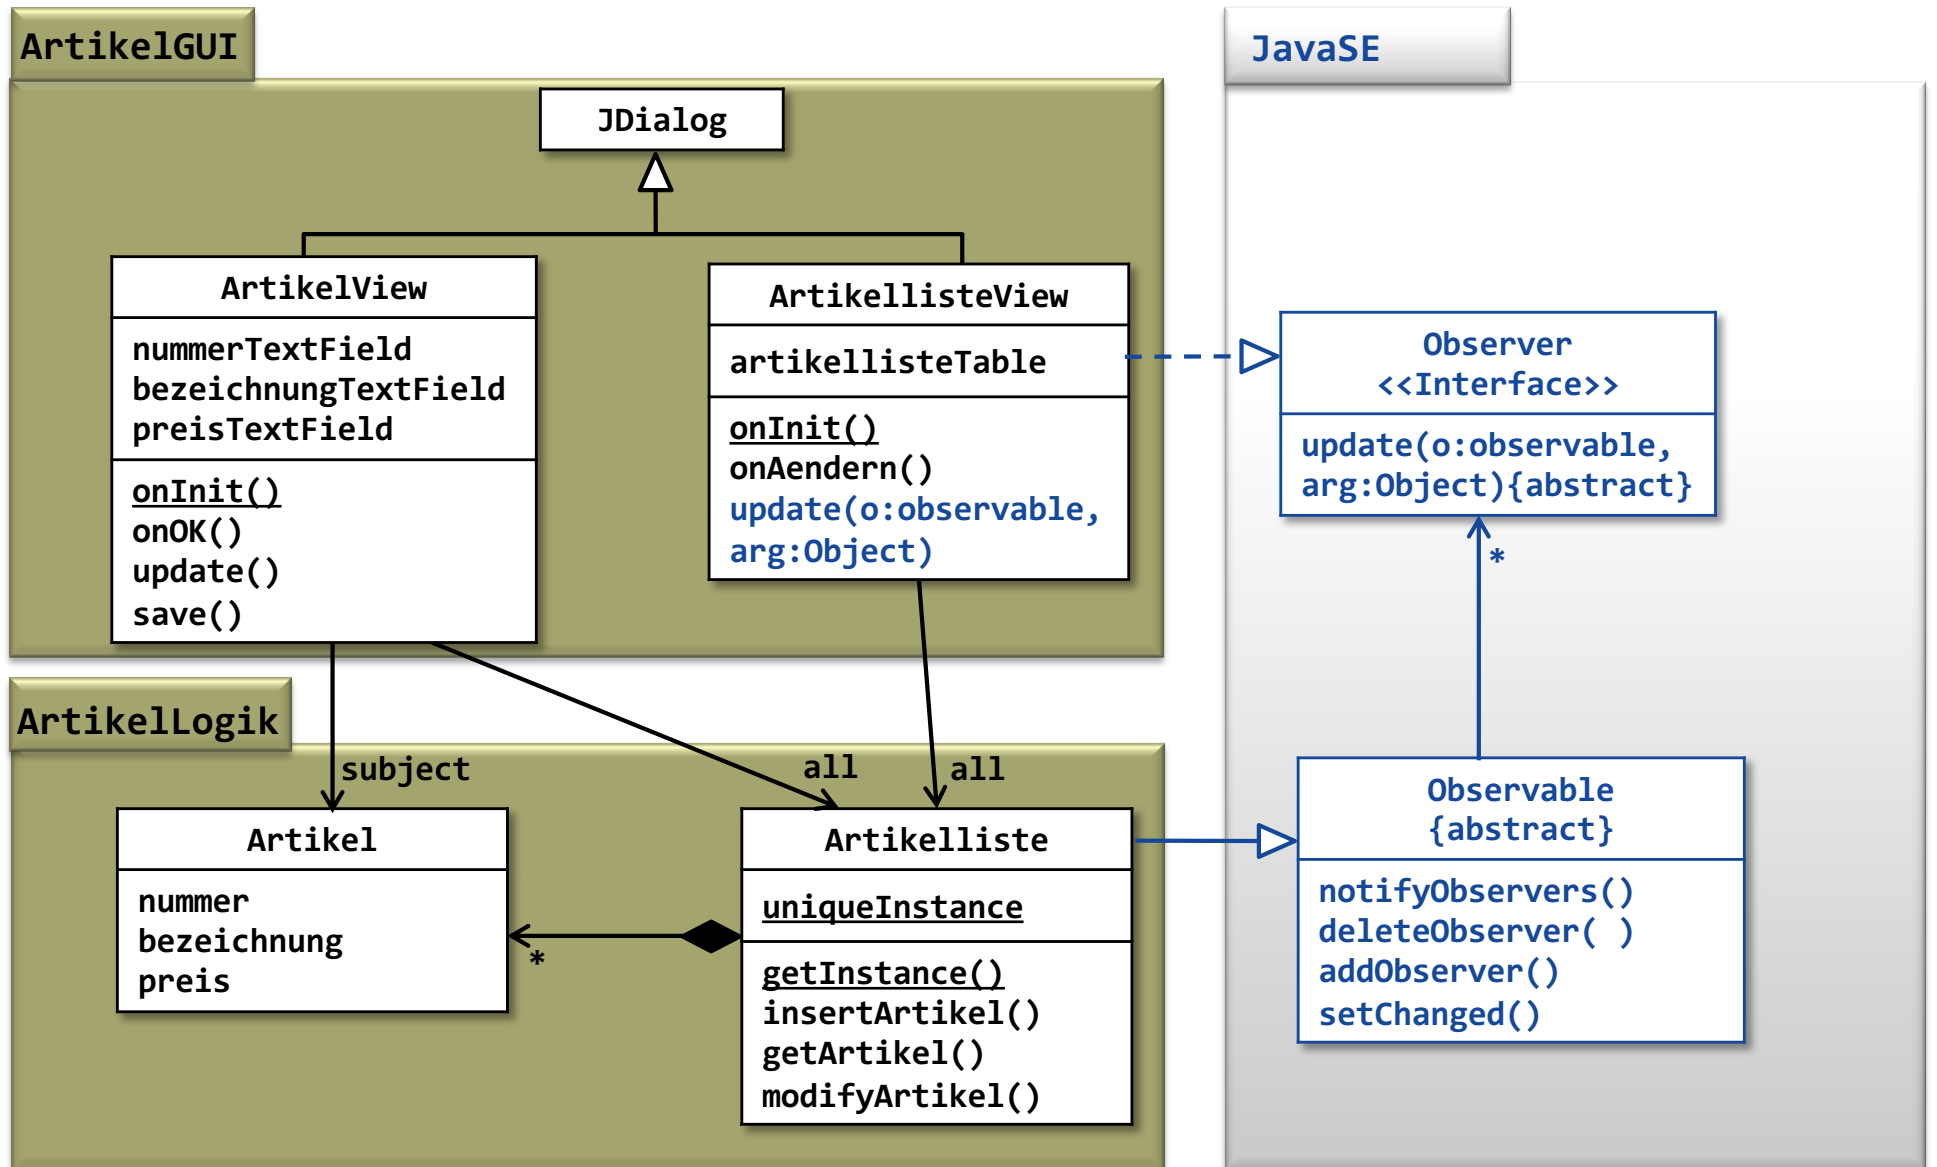 ArtikelGUI
JDialog
ArtikelView
nummerTextField
bezeichnungTextField
preisTextField
onInit()
onOK()
update()
save()
ArtikellisteView
artikellisteTable
onInit()
onAendern()
update(o:observable,
arg:Object)
JavaSE
Observer
<<Interface>>
update(o:observable,
arg:Object){abstract}
*
ArtikelLogik
subject
all
all
Artikel
nummer
bezeichnung
preis
*
Artikelliste
uniqueInstance
getInstance()
insertArtikel()
getArtikel()
modifyArtikel()
Observable
{abstract}
notifyObservers()
deleteObserver( )
addObserver()
setChanged()